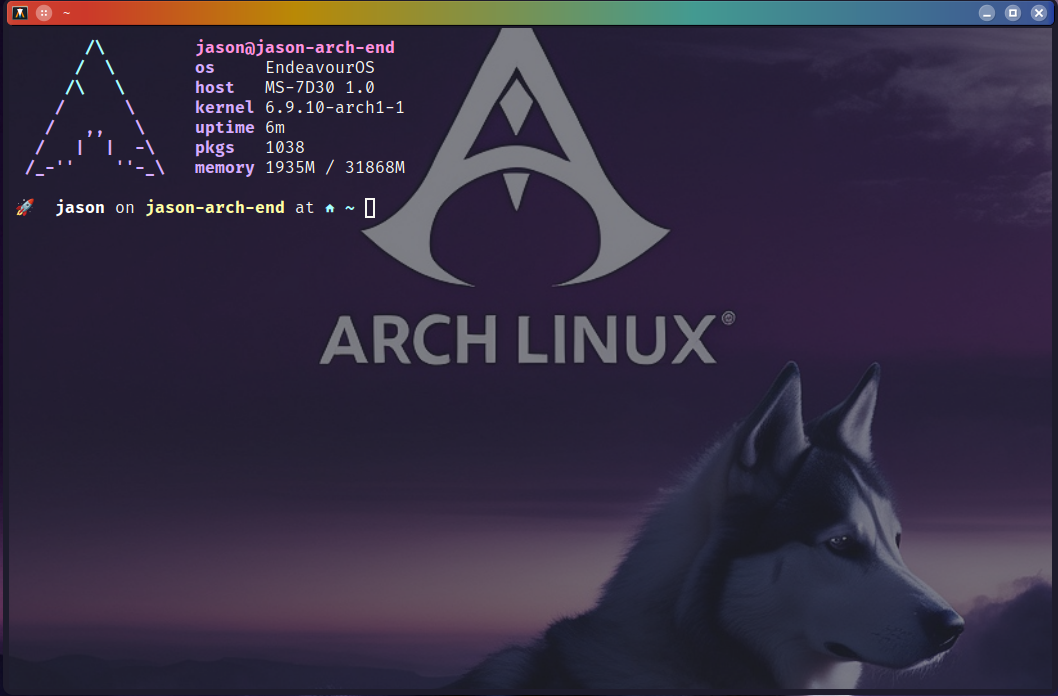 ~
jason@jason-arch-end
os EndeavourOS
host MS-7D30 1.0
kernel 6.9.10-arch1-1
uptime 6m
pkgs 1038
memory 1935M / 31868M
🚀 jason on jason-arch-end at ~
ARCH LINUX